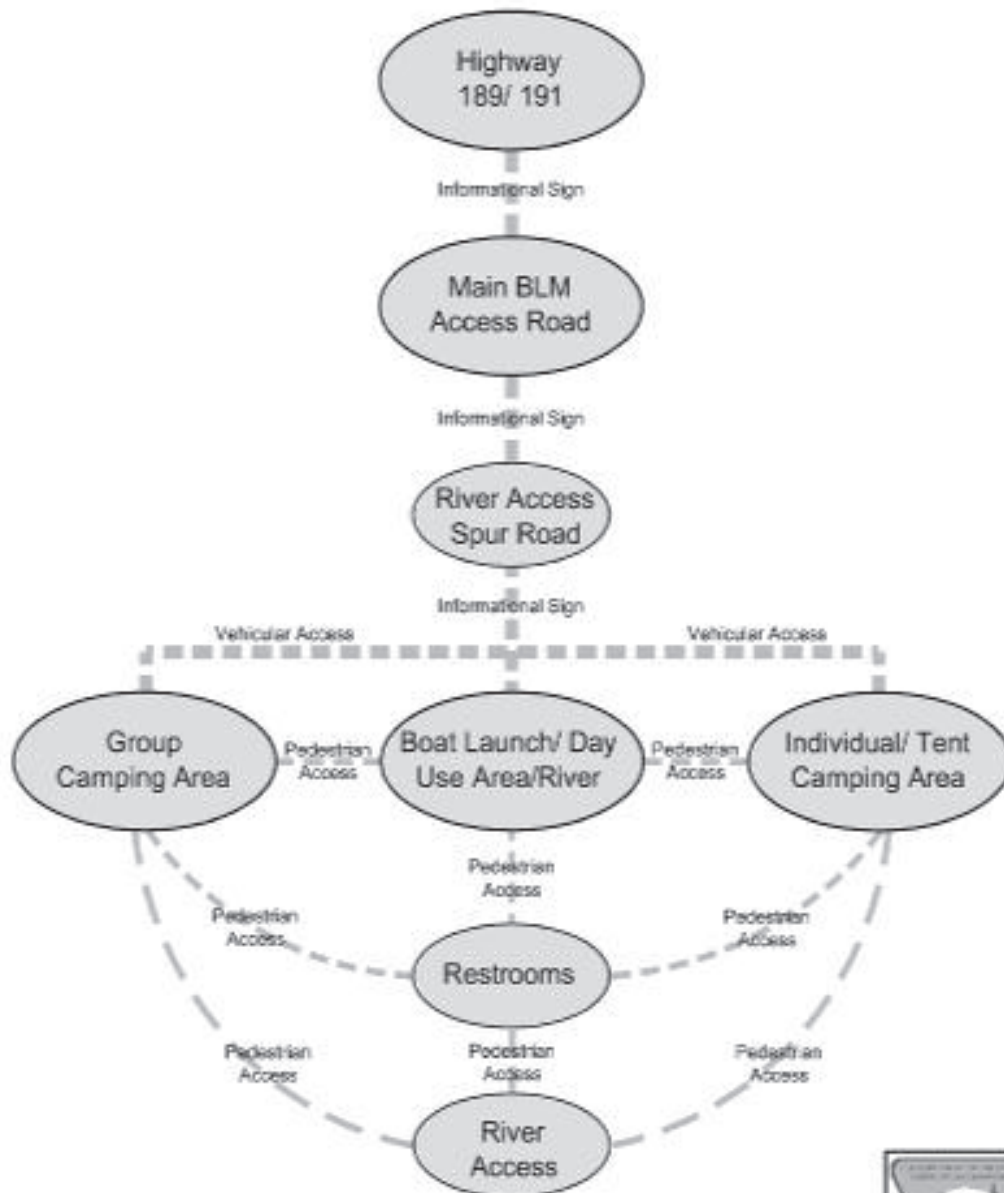 Highway
189/ 191
Informational Sign
Main BLM
Access Road
Informational Sign
River Access
Spur Road
Informational Sign
Vehicular Access
Vehicular Access
Group
Camping Area
Pedestrian
Access
Boat Launch/ Day
Use Area/River
Pedestrian
Access
Individual/ Tent
Camping Area
Pedestrian
Access
Pedestrian
Access
Pedestrian
Access
Restrooms
Pedestrian
Access
Pedestrian
Access
Pedestrian
Access
River
Access